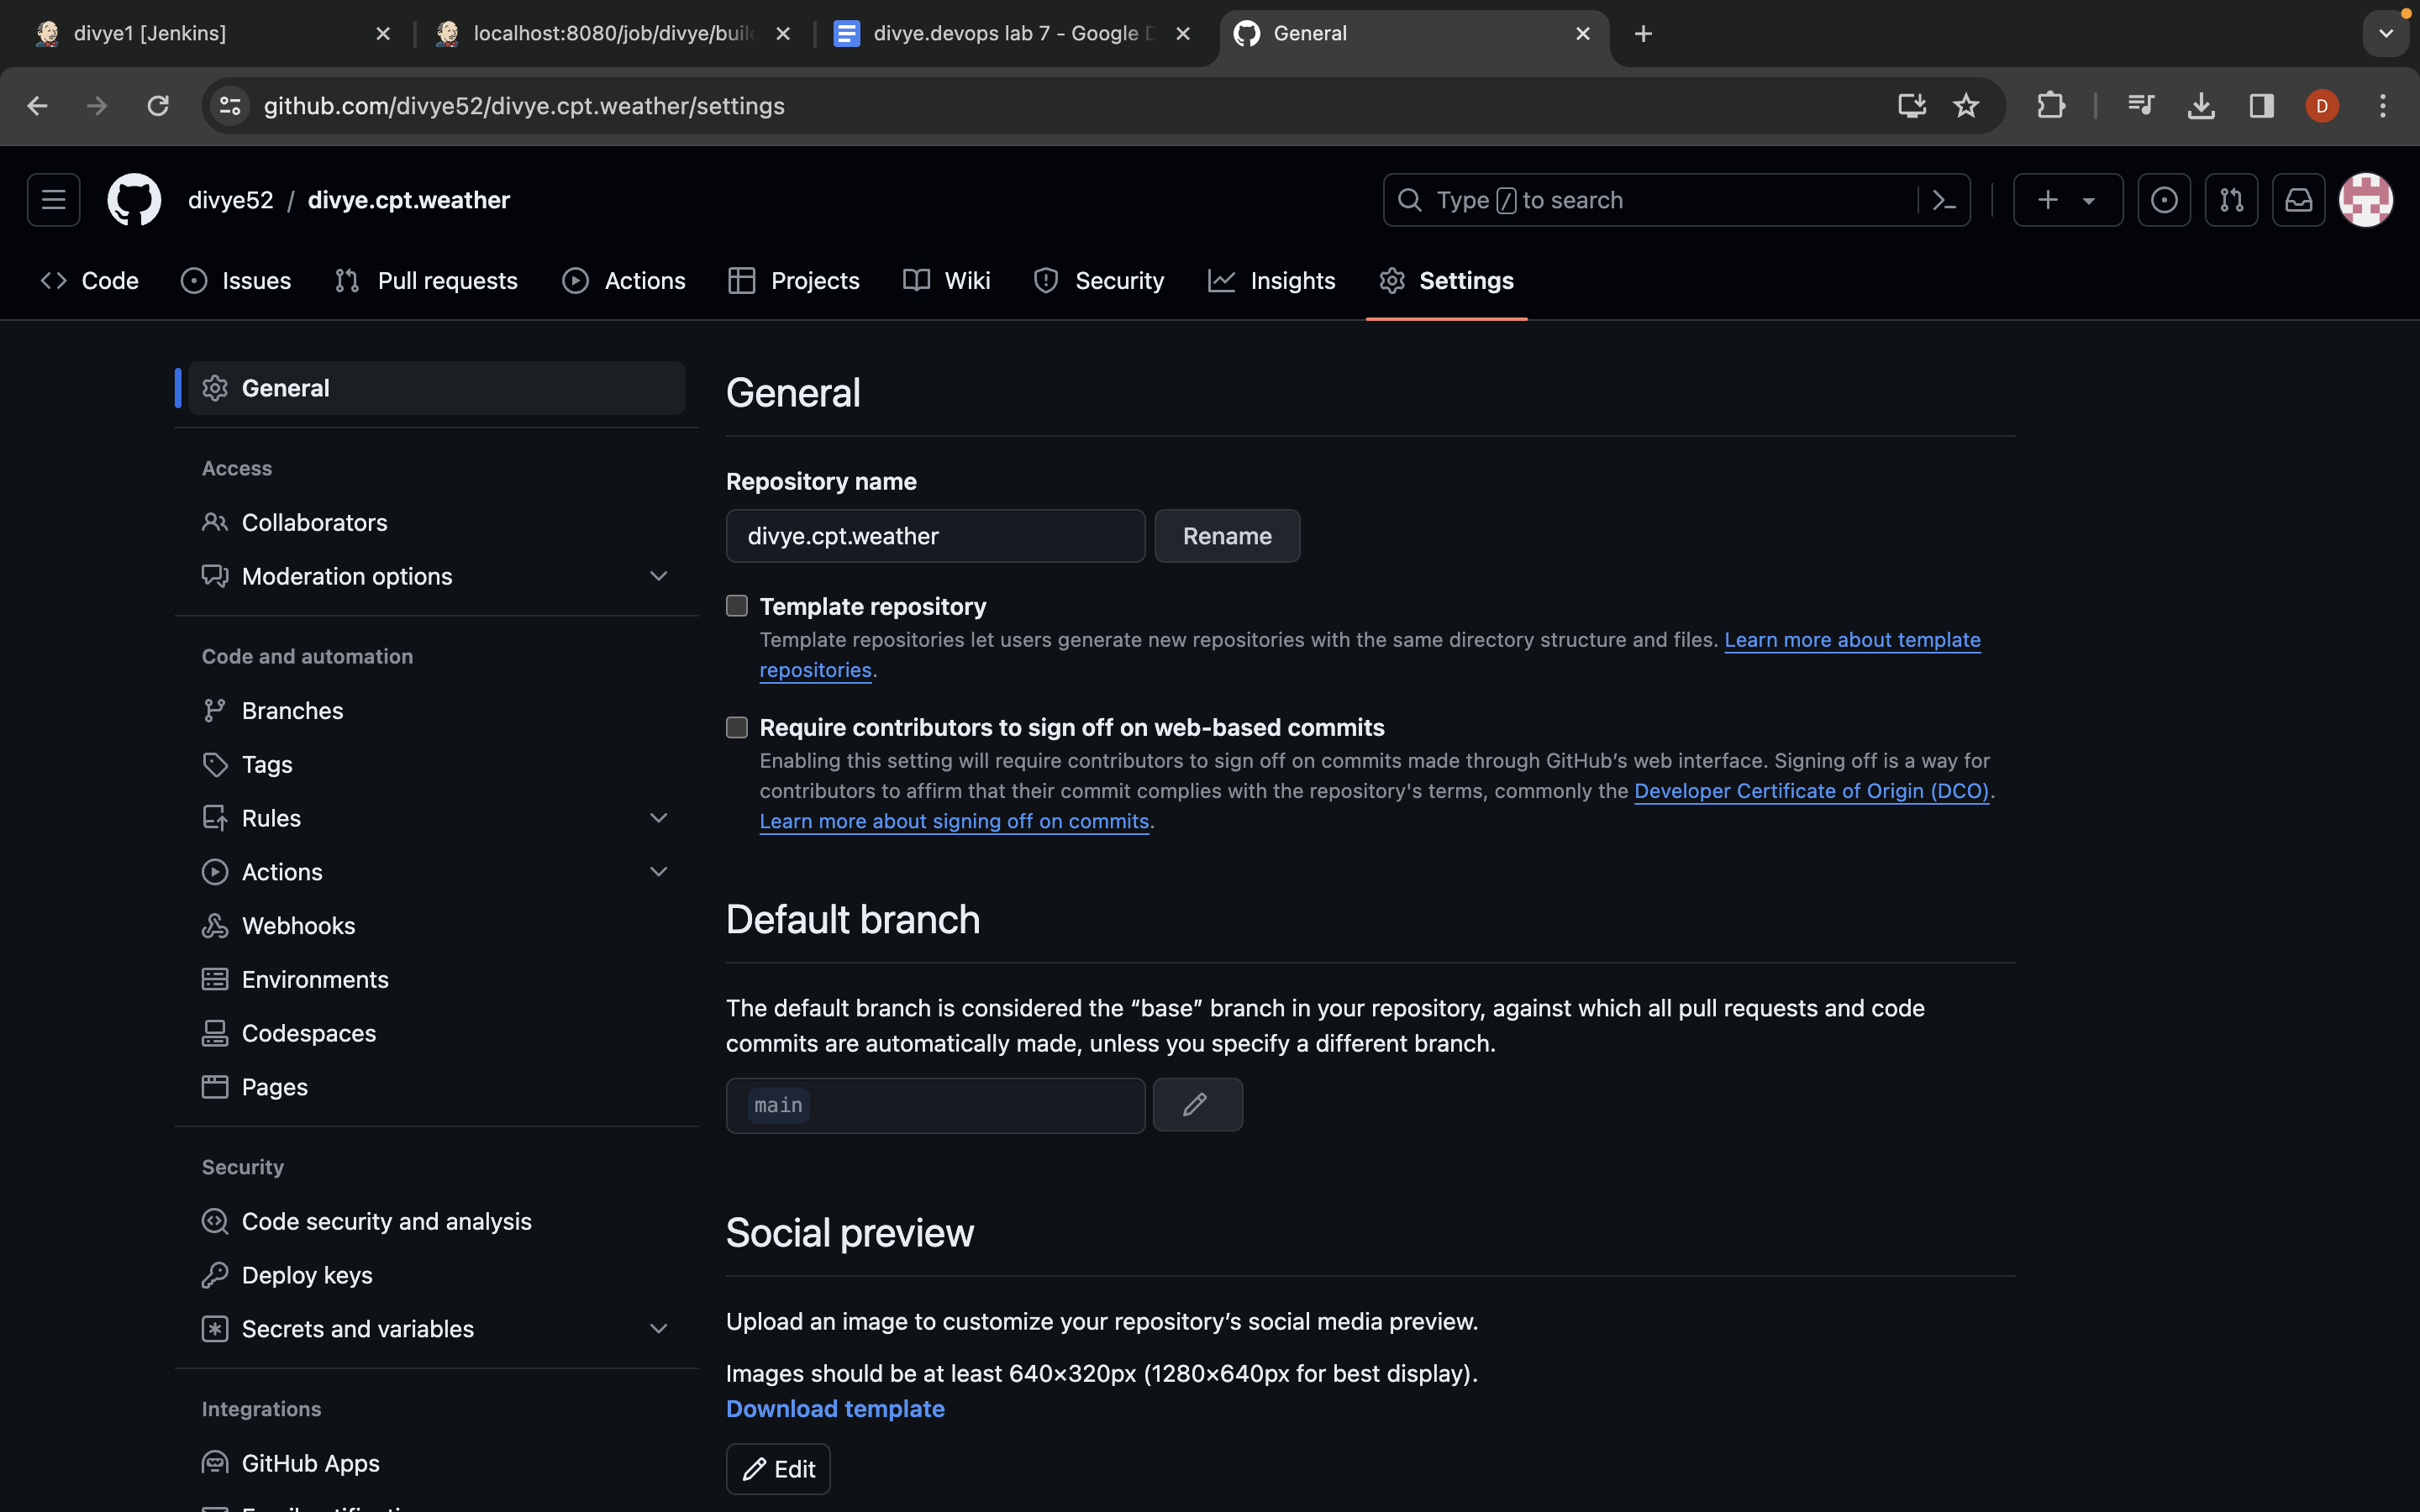 divye1 [Jenkins]
localhost:8080/job/divye/buil
divye.devops lab 7 - Google D
General
github.com/divye52/divye.cpt.weather/settings
D
divye52 / divye.cpt.weather
Type / to search
Code
Issues
Pull requests
Actions
Projects
Wiki
Security
Insights
Settings
General
Access
Collaborators
Moderation options
Code and automation
Branches
Tags
Rules
Actions
Webhooks
Environments
Codespaces
Pages
Security
Code security and analysis
Deploy keys
Secrets and variables
Integrations
GitHub Apps
General
Repository name
divye.cpt.weather
Rename
Template repository
Template repositories let users generate new repositories with the same directory structure and files. Learn more about template
repositories.
Require contributors to sign off on web-based commits
Enabling this setting will require contributors to sign off on commits made through GitHub’s web interface. Signing off is a way for
contributors to affirm that their commit complies with the repository's terms, commonly the Developer Certificate of Origin (DCO).
Learn more about signing off on commits.
Default branch
The default branch is considered the “base” branch in your repository, against which all pull requests and code
commits are automatically made, unless you specify a different branch.
main
Social preview
Upload an image to customize your repository’s social media preview.
Images should be at least 640×320px (1280×640px for best display).
Download template
Edit